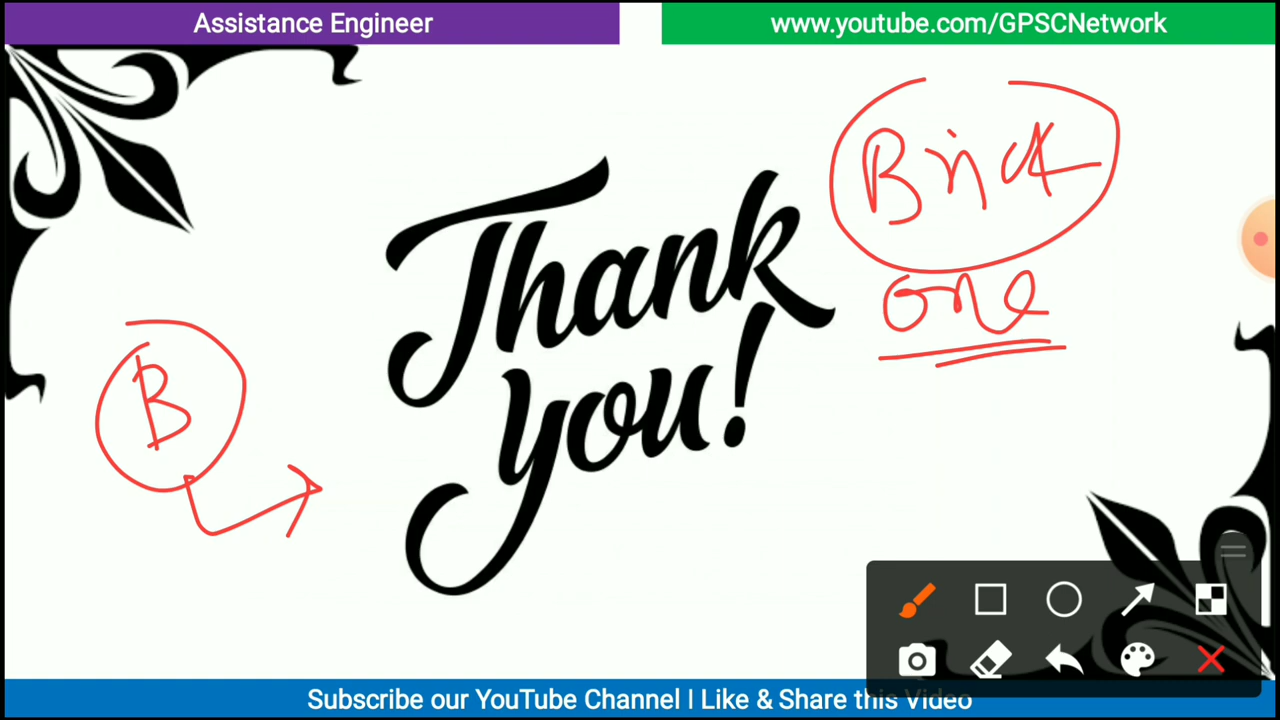 Assistance Engineer
www.youtube.com/GPSCNetwork
Brick
one
Thank
you!
B
Subscribe our YouTube Channel | Like & Share this Video